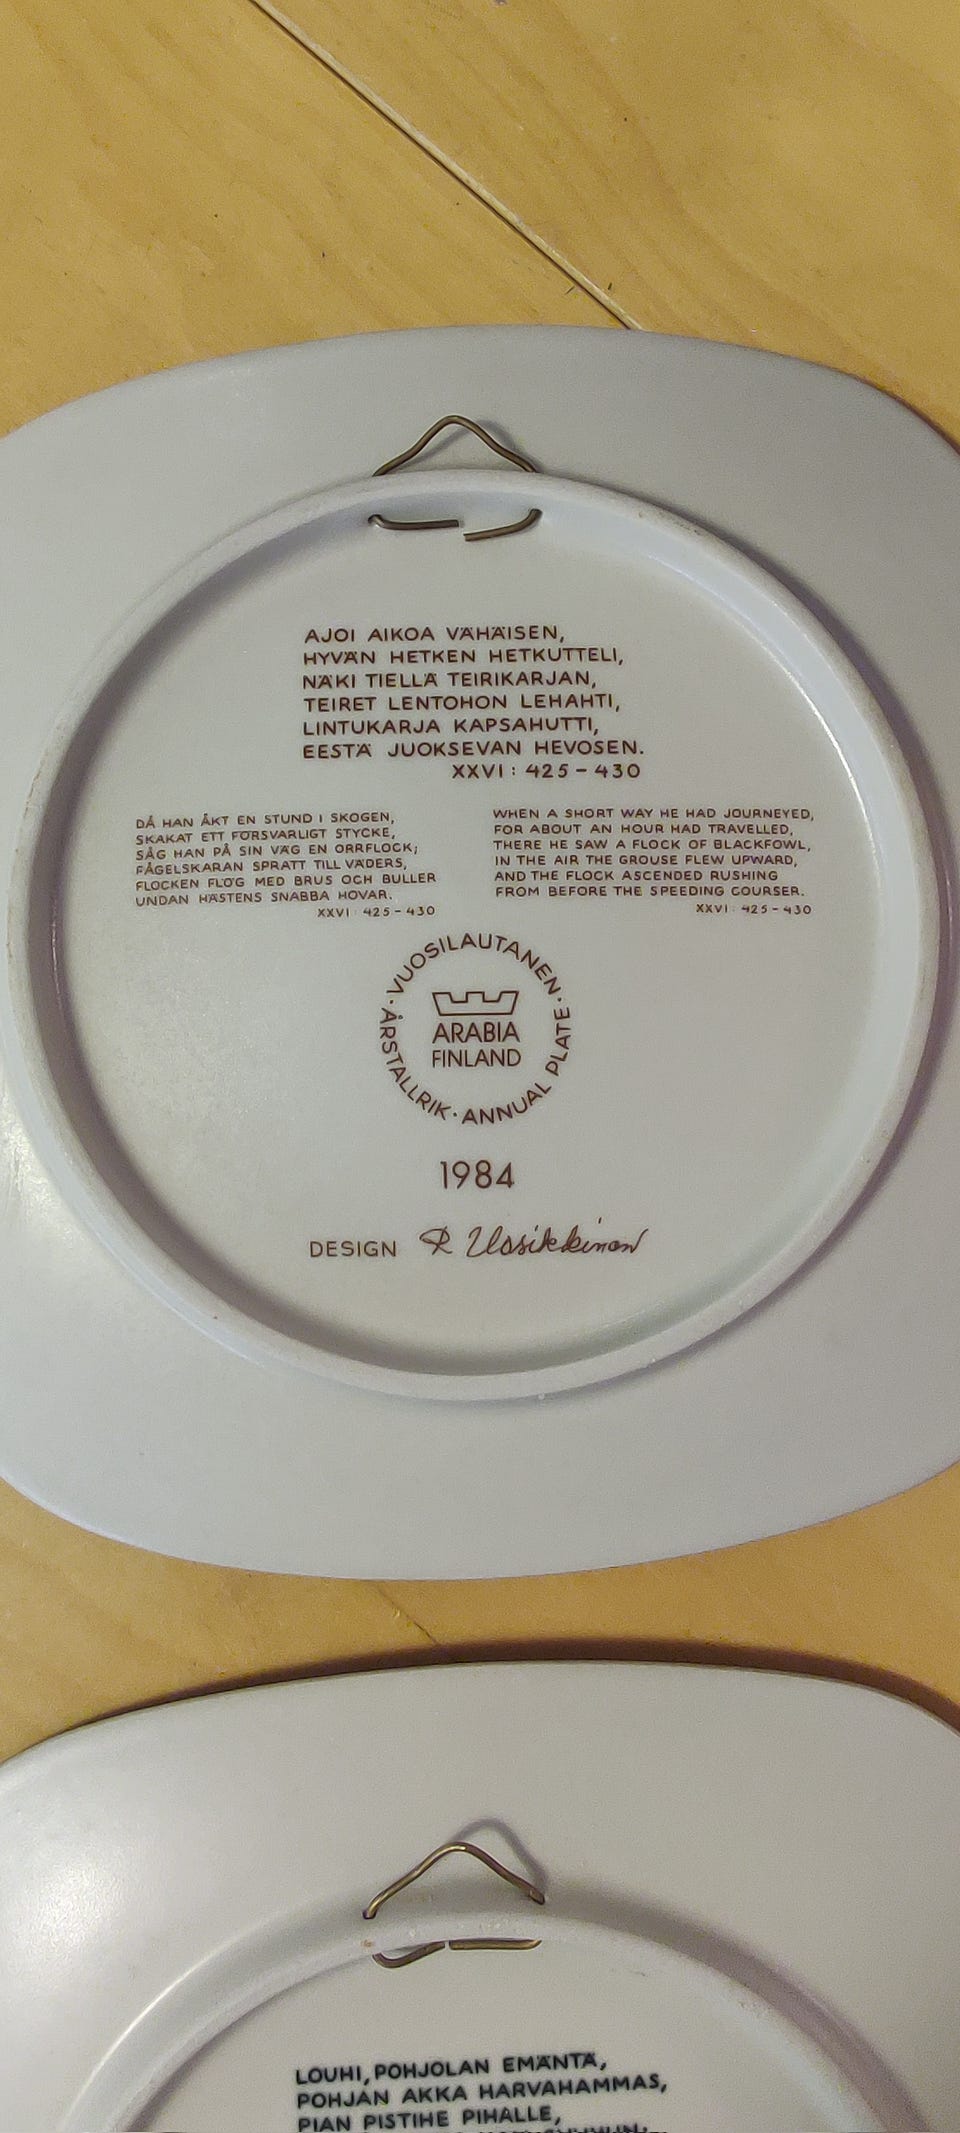 AJOI AIKOA VÄHÄISEN,
HYVÄN HETKEN HETKUTTELI,
NÄKI TIELLÄ TEIRIKARJAN,
TEIRET LENTOHON LEHAHTI,
LINTUKARJA KAPSAHUTTI,
EESTÄ JUOKSEVAN HEVOSEN.
XXVI: 425-430
DÅ HAN ÅKT EN STUND I SKOGEN,
SKAKAT ETT FÖRSVARLIGT STYCKE,
SÅG HAN PÅ SIN VÄG EN ORRFLOCK;
FÅGELSKARAN SPRATT TILL VÄDERS,
FLOCKEN FLÖG MED BRUS OCH BULLER
UNDAN HÄSTENS SNABBA HOVAR.
XXVI: 425-430
WHEN A SHORT WAY HE HAD JOURNEYED,
FOR ABOUT AN HOUR HAD TRAVELLED,
THERE HE SAW A FLOCK OF BLACKFOWL,
IN THE AIR THE GROUSE FLEW UPWARD,
AND THE FLOCK ASCENDED RUSHING
FROM BEFORE THE SPEEDING COURSER.
XXVI: 425-430
·VUOSILAUTANEN·
ARABIA
FINLAND
ÅRSTALLRIK·ANNUAL PLATE
1984
DESIGN R Uosikkinen
LOUHI, POHJOLAN EMÄNTÄ,
POHJAN AKKA HARVAHAMMAS,
PIAN PISTIHE PIHALLE,